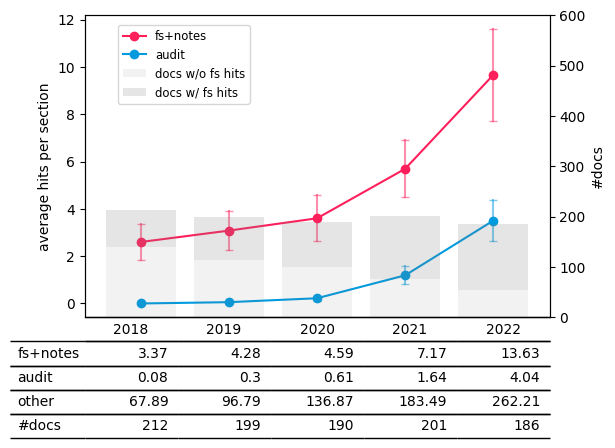 12
10
8
6
4
2
0
average hits per section
fs+notes
audit
docs w/o fs hits
docs w/ fs hits
600
500
400
300
200
100
0
#docs
2018 2019 2020 2021 2022
fs+notes 3.37 4.28 4.59 7.17 13.63
audit 0.08 0.3 0.61 1.64 4.04
other 67.89 96.79 136.87 183.49 262.21
#docs 212 199 190 201 186